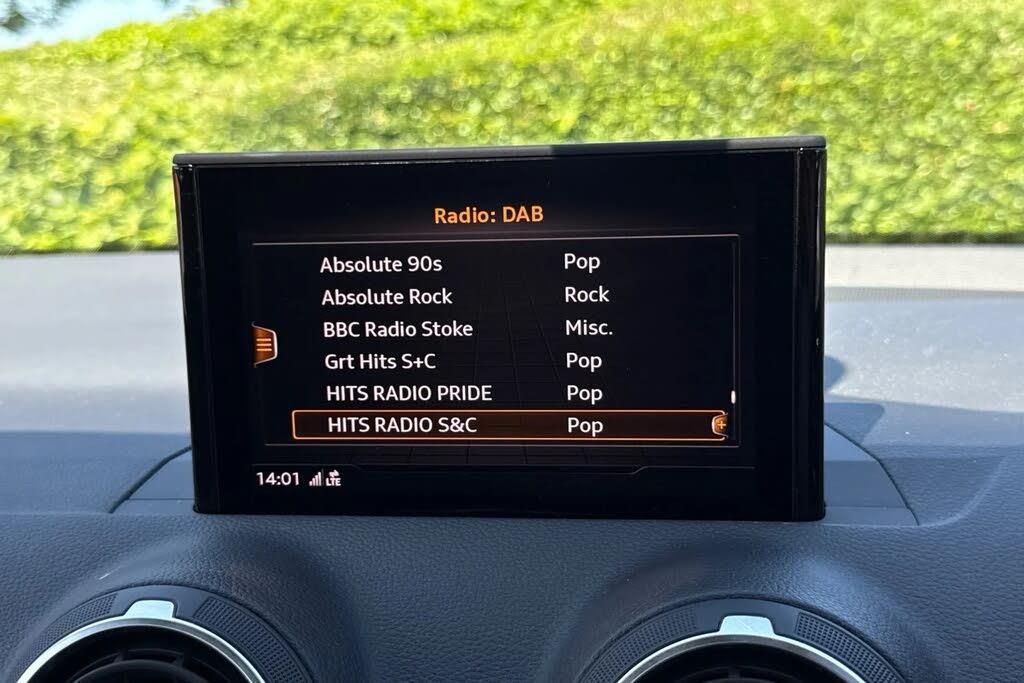 Radio: DAB
Absolute 90s Pop
Absolute Rock Rock
BBC Radio Stoke Misc.
Grt Hits S+C Pop
HITS RADIO PRIDE Pop
HITS RADIO S&C Pop
14:01 LTE